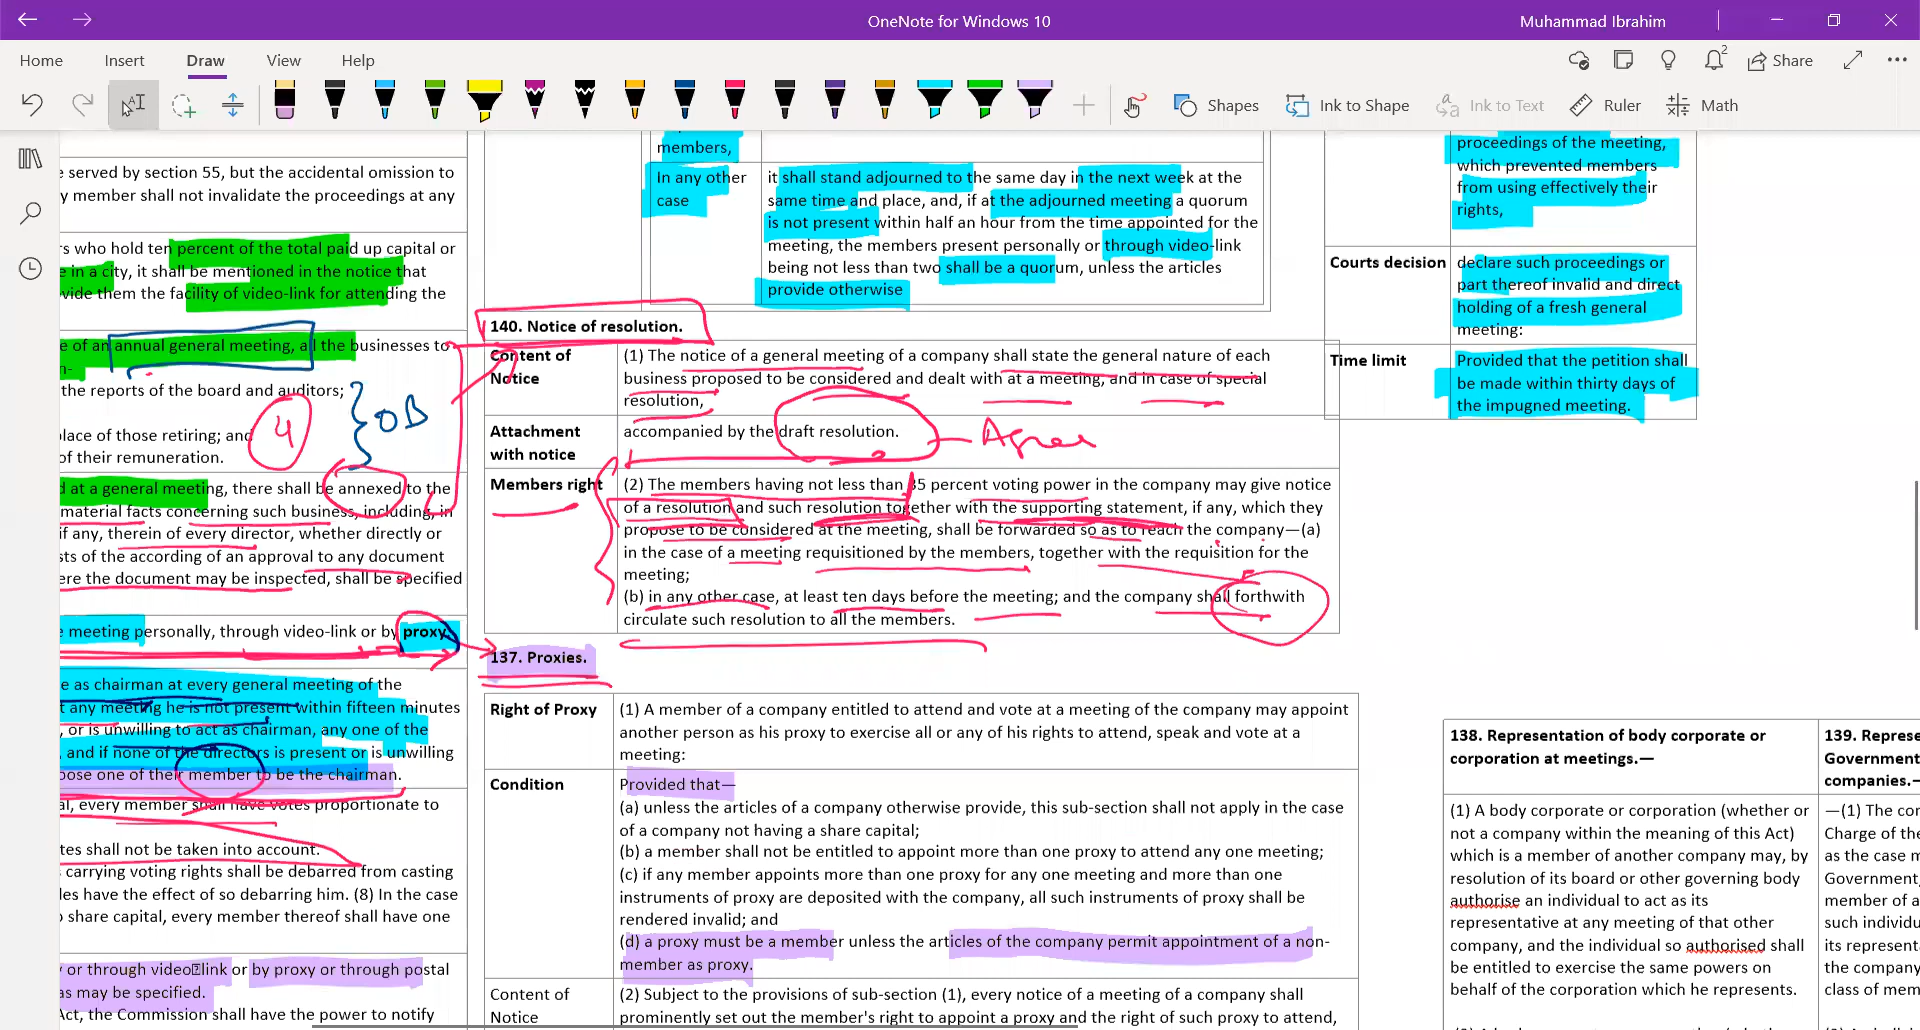 OneNote for Windows 10
Muhammad Ibrahim
Home Insert Draw View Help
2
Share
Shapes Ink to Shape Ink to Text Ruler Math
e served by section 55, but the accidental omission to
y member shall not invalidate the proceedings at any
rs who hold ten percent of the total paid up capital or
e in a city, it shall be mentioned in the notice that
vide them the facility of video-link for attending the
e of an annual general meeting, all the businesses to
n-
the reports of the board and auditors;
lace of those retiring; and
of their remuneration.
4
OB
d at a general meeting, there shall be annexed to the
material facts concerning such business, including, in
if any, therein of every director, whether directly or
sts of the according of an approval to any document
ere the document may be inspected, shall be specified
e meeting personally, through video-link or by proxy
e as chairman at every general meeting of the
t any meeting he is not present within fifteen minutes
, or is unwilling to act as chairman, any one of the
, and if none of the directors is present or is unwilling
oose one of their member to be the chairman.
al, every member shall have votes proportionate to
tes shall not be taken into account.
carrying voting rights shall be debarred from casting
les have the effect of so debarring him. (8) In the case
o share capital, every member thereof shall have one
y or through video link or by proxy or through postal
as may be specified.
Act, the Commission shall have the power to notify
members,
In any other
case
it shall stand adjourned to the same day in the next week at the
same time and place, and, if at the adjourned meeting a quorum
is not present within half an hour from the time appointed for the
meeting, the members present personally or through video-link
being not less than two shall be a quorum, unless the articles
provide otherwise
140. Notice of resolution.
Content of
Notice
(1) The notice of a general meeting of a company shall state the general nature of each
business proposed to be considered and dealt with at a meeting, and in case of special
resolution,
Attachment
with notice
accompanied by the draft resolution.
Members right
(2) The members having not less than 5 percent voting power in the company may give notice
of a resolution and such resolution together with the supporting statement, if any, which they
propose to be considered at the meeting, shall be forwarded so as to reach the company—(a)
in the case of a meeting requisitioned by the members, together with the requisition for the
meeting;
(b) in any other case, at least ten days before the meeting; and the company shall forthwith
circulate such resolution to all the members.
137. Proxies.
Right of Proxy
(1) A member of a company entitled to attend and vote at a meeting of the company may appoint
another person as his proxy to exercise all or any of his rights to attend, speak and vote at a
meeting:
Condition
Provided that—
(a) unless the articles of a company otherwise provide, this sub-section shall not apply in the case
of a company not having a share capital;
(b) a member shall not be entitled to appoint more than one proxy to attend any one meeting;
(c) if any member appoints more than one proxy for any one meeting and more than one
instruments of proxy are deposited with the company, all such instruments of proxy shall be
rendered invalid; and
(d) a proxy must be a member unless the articles of the company permit appointment of a non-
member as proxy.
Content of
Notice
(2) Subject to the provisions of sub-section (1), every notice of a meeting of a company shall
prominently set out the member's right to appoint a proxy and the right of such proxy to attend,
proceedings of the meeting,
which prevented members
from using effectively their
rights,
Courts decision
declare such proceedings or
part thereof invalid and direct
holding of a fresh general
meeting:
Time limit
Provided that the petition shall
be made within thirty days of
the impugned meeting.
138. Representation of body corporate or
corporation at meetings.—
(1) A body corporate or corporation (whether or
not a company within the meaning of this Act)
which is a member of another company may, by
resolution of its board or other governing body
authorise an individual to act as its
representative at any meeting of that other
company, and the individual so authorised shall
be entitled to exercise the same powers on
behalf of the corporation which he represents.
139. Represe
Government
companies.—
—(1) The cor
Charge of the
as the case m
Government,
member of a
such individu
its represent
the company
class of mem